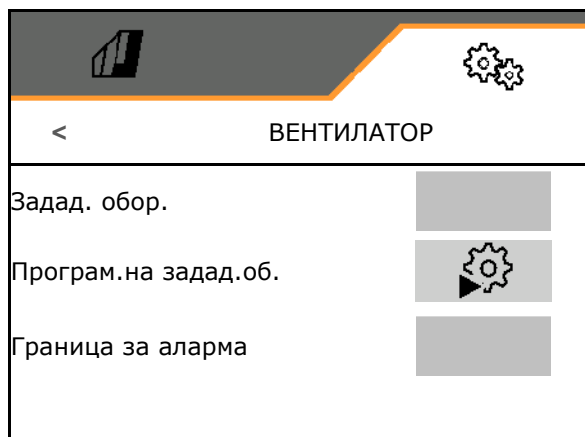 < ВЕНТИЛАТОР
Задад. обор.
Програм.на задад.об.
Граница за аларма